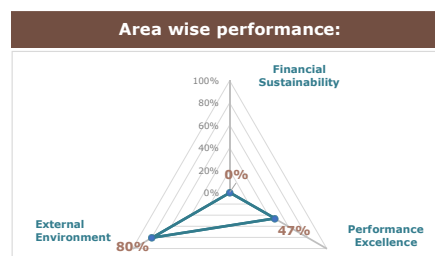 Area wise performance:
Financial
Sustainability
100%
80%
60%
40%
20%
0%
0%
47%
External
Environment
80%
Performance
Excellence